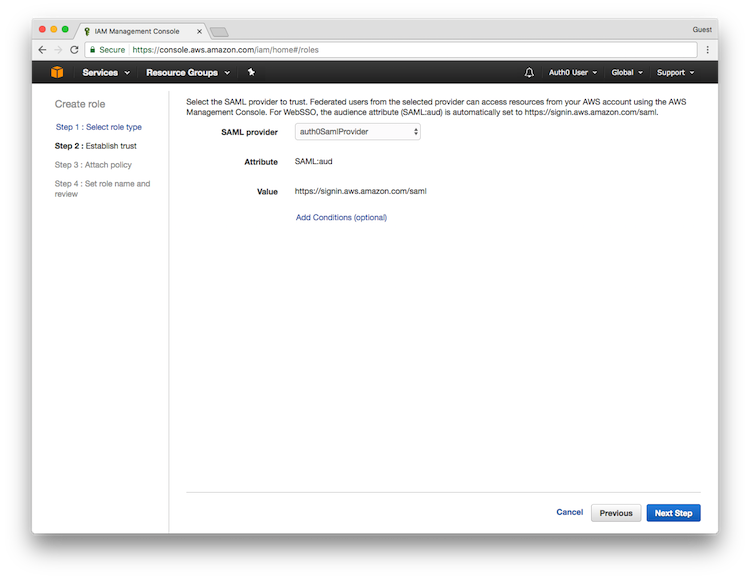 IAM Management Console
Guest
Secure https://console.aws.amazon.com/iam/home#/roles
Services Resource Groups Auth0 User Global Support
Create role
Step 1 : Select role type
Step 2 : Establish trust
Step 3 : Attach policy
Step 4 : Set role name and
review
Select the SAML provider to trust. Federated users from the selected provider can access resources from your AWS account using the AWS
Management Console. For WebSSO, the audience attribute (SAML:aud) is automatically set to https://signin.aws.amazon.com/saml.
SAML provider auth0SamlProvider
Attribute SAML:aud
Value https://signin.aws.amazon.com/saml
Add Conditions (optional)
Cancel Previous Next Step